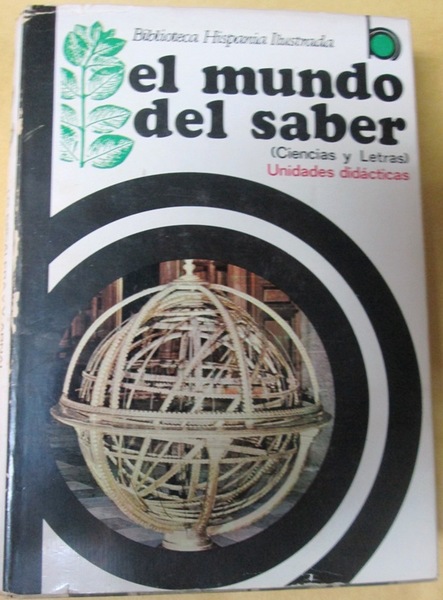 Biblioteca Hispania Ilustrada
el mundo
del saber
(Ciencias y Letras)
Unidades didácticas